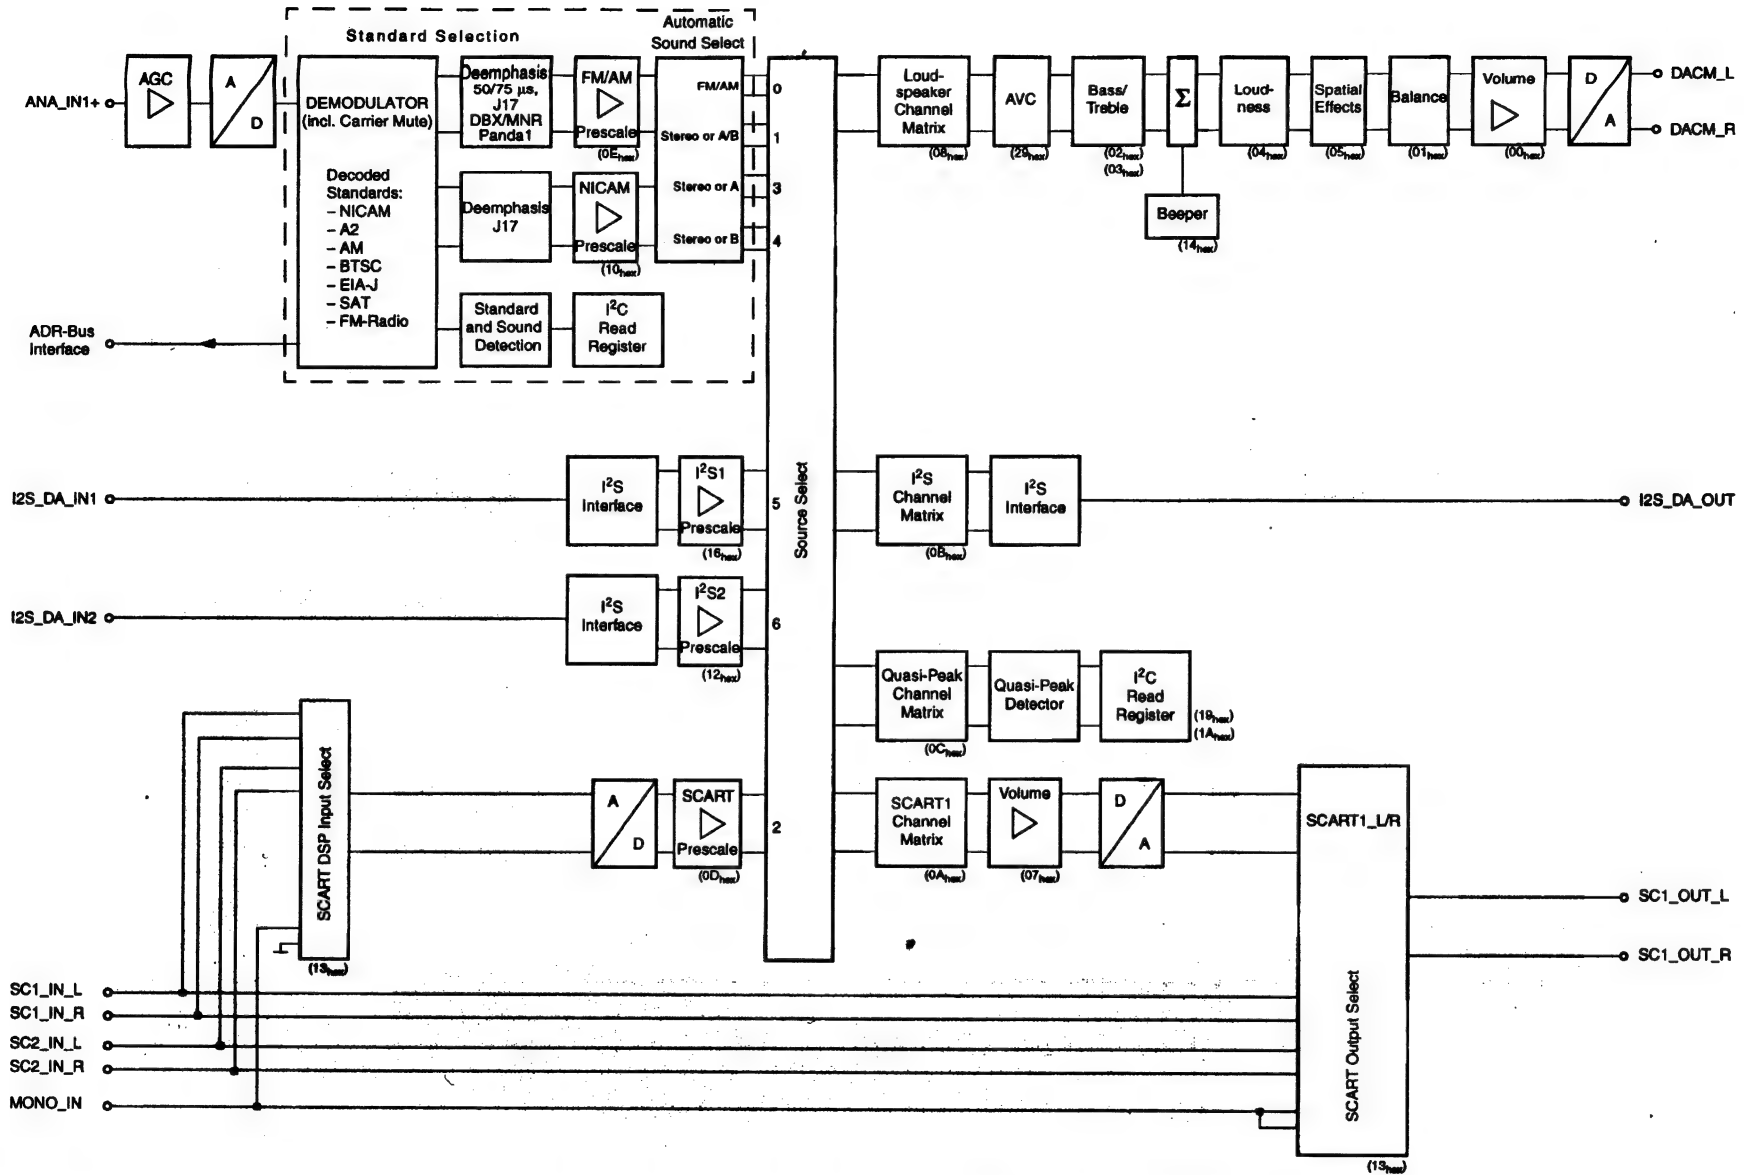 Standard Selection
Automatic
Sound Select
ANA_IN1+
AGC
A
D
DEMODULATOR
(incl. Carrier Mute)
Decoded
Standards:
– NICAM
– A2
– AM
– BTSC
– EIA-J
– SAT
– FM-Radio
Deemphasis:
50/75 µs,
J17
DBX/MNR
Panda1
FM/AM
Prescale
(0Ehex)
Deemphasis
J17
NICAM
Prescale
(10hex)
Standard
and Sound
Detection
I²C
Read
Register
FM/AM
Stereo or A/B
Stereo or A
Stereo or B
0
1
3
4
5
6
2
Source Select
ADR-Bus
Interface
Loud-
speaker
Channel
Matrix
(08hex)
AVC
(29hex)
Bass/
Treble
(02hex)
(03hex)
Σ
Beeper
(14hex)
Loud-
ness
(04hex)
Spatial
Effects
(05hex)
Balance
(01hex)
Volume
(00hex)
D
A
DACM_L
DACM_R
I2S_DA_IN1
I²S
Interface
I²S1
Prescale
(16hex)
I²S
Channel
Matrix
(0Bhex)
I²S
Interface
I2S_DA_OUT
I2S_DA_IN2
I²S
Interface
I²S2
Prescale
(12hex)
Quasi-Peak
Channel
Matrix
(0Chex)
Quasi-Peak
Detector
I²C
Read
Register
(19hex)
(1Ahex)
SCART DSP Input Select
(13hex)
A
D
SCART
Prescale
(0Dhex)
SCART1
Channel
Matrix
(0Ahex)
Volume
(07hex)
D
A
SCART1_L/R
SCART Output Select
(13hex)
SC1_OUT_L
SC1_OUT_R
SC1_IN_L
SC1_IN_R
SC2_IN_L
SC2_IN_R
MONO_IN